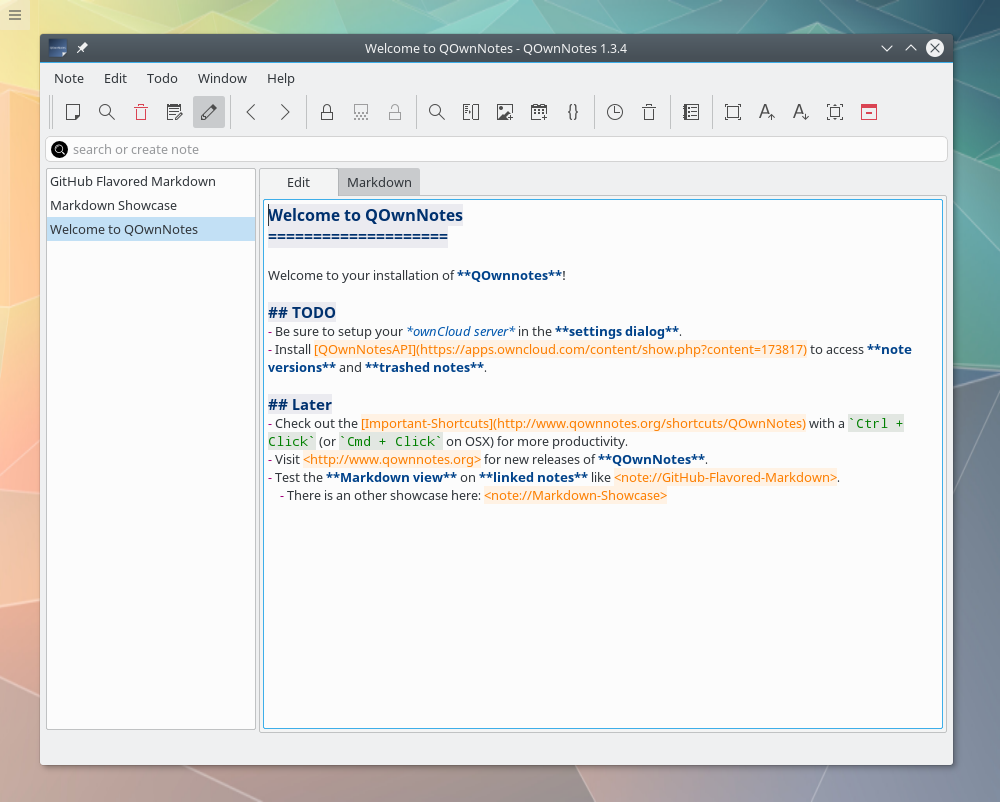 Welcome to QOwnNotes - QOwnNotes 1.3.4
Note Edit Todo Window Help
search or create note
GitHub Flavored Markdown
Markdown Showcase
Welcome to QOwnNotes
Edit Markdown
Welcome to QOwnNotes
====================
Welcome to your installation of **QOwnnotes**!
## TODO
- Be sure to setup your *ownCloud server* in the **settings dialog**.
- Install [QOwnNotesAPI](https://apps.owncloud.com/content/show.php?content=173817) to access **note
versions** and **trashed notes**.
## Later
- Check out the [Important-Shortcuts](http://www.qownnotes.org/shortcuts/QOwnNotes) with a `Ctrl +
Click` (or `Cmd + Click` on OSX) for more productivity.
- Visit <http://www.qownnotes.org> for new releases of **QOwnNotes**.
- Test the **Markdown view** on **linked notes** like <note://GitHub-Flavored-Markdown>.
- There is an other showcase here: <note://Markdown-Showcase>